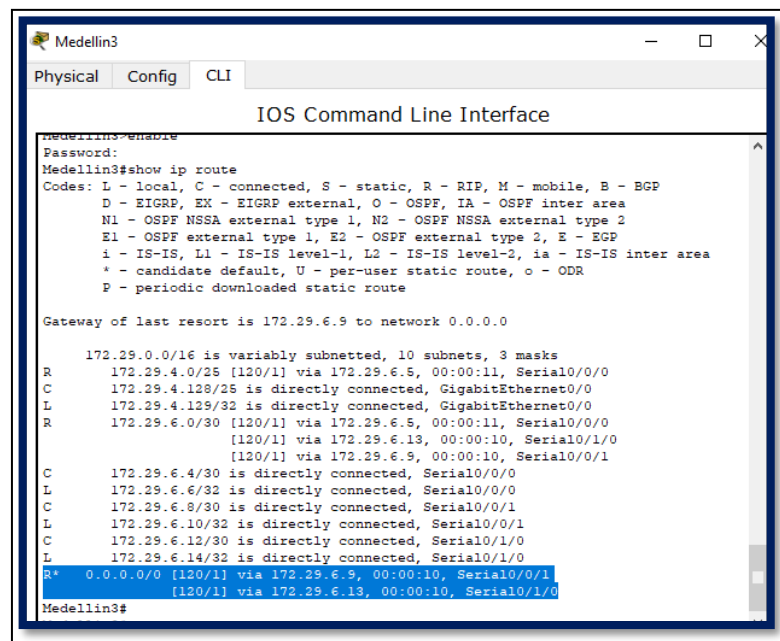 Medellin3
Physical Config CLI
IOS Command Line Interface
Medellin3>enable
Password:
Medellin3#show ip route
Codes: L - local, C - connected, S - static, R - RIP, M - mobile, B - BGP
D - EIGRP, EX - EIGRP external, O - OSPF, IA - OSPF inter area
N1 - OSPF NSSA external type 1, N2 - OSPF NSSA external type 2
E1 - OSPF external type 1, E2 - OSPF external type 2, E - EGP
i - IS-IS, L1 - IS-IS level-1, L2 - IS-IS level-2, ia - IS-IS inter area
* - candidate default, U - per-user static route, o - ODR
P - periodic downloaded static route
Gateway of last resort is 172.29.6.9 to network 0.0.0.0
172.29.0.0/16 is variably subnetted, 10 subnets, 3 masks
R 172.29.4.0/25 [120/1] via 172.29.6.5, 00:00:11, Serial0/0/0
C 172.29.4.128/25 is directly connected, GigabitEthernet0/0
L 172.29.4.129/32 is directly connected, GigabitEthernet0/0
R 172.29.6.0/30 [120/1] via 172.29.6.5, 00:00:11, Serial0/0/0
[120/1] via 172.29.6.13, 00:00:10, Serial0/1/0
[120/1] via 172.29.6.9, 00:00:10, Serial0/0/1
C 172.29.6.4/30 is directly connected, Serial0/0/0
L 172.29.6.6/32 is directly connected, Serial0/0/0
C 172.29.6.8/30 is directly connected, Serial0/0/1
L 172.29.6.10/32 is directly connected, Serial0/0/1
C 172.29.6.12/30 is directly connected, Serial0/1/0
L 172.29.6.14/32 is directly connected, Serial0/1/0
R* 0.0.0.0/0 [120/1] via 172.29.6.9, 00:00:10, Serial0/0/1
[120/1] via 172.29.6.13, 00:00:10, Serial0/1/0
Medellin3#